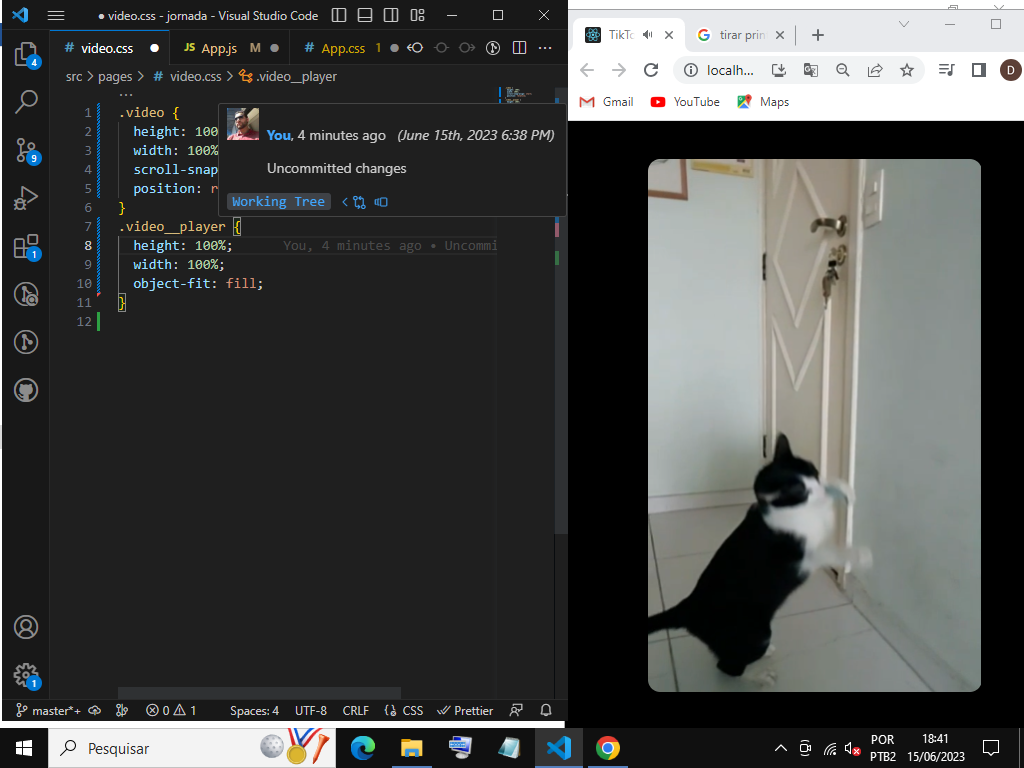 ● video.css - jornada - Visual Studio Code
# video.css ●
JS App.js M ●
# App.css 1 ●
src > pages > # video.css > .video__player
...
1 .video {
2 height: 100
3 width: 100%
4 scroll-snap
5 position: r
6 }
7 .video__player {
8 height: 100%; You, 4 minutes ago • Uncommi
9 width: 100%;
10 object-fit: fill;
11 }
12
You, 4 minutes ago (June 15th, 2023 6:38 PM)
Uncommitted changes
Working Tree
4
9
1
1
master*+ 0 1 Spaces: 4 UTF-8 CRLF {} CSS Prettier
TikTo
tirar prin
localh...
D
Gmail YouTube Maps
Pesquisar
POR
PTB2
18:41
15/06/2023